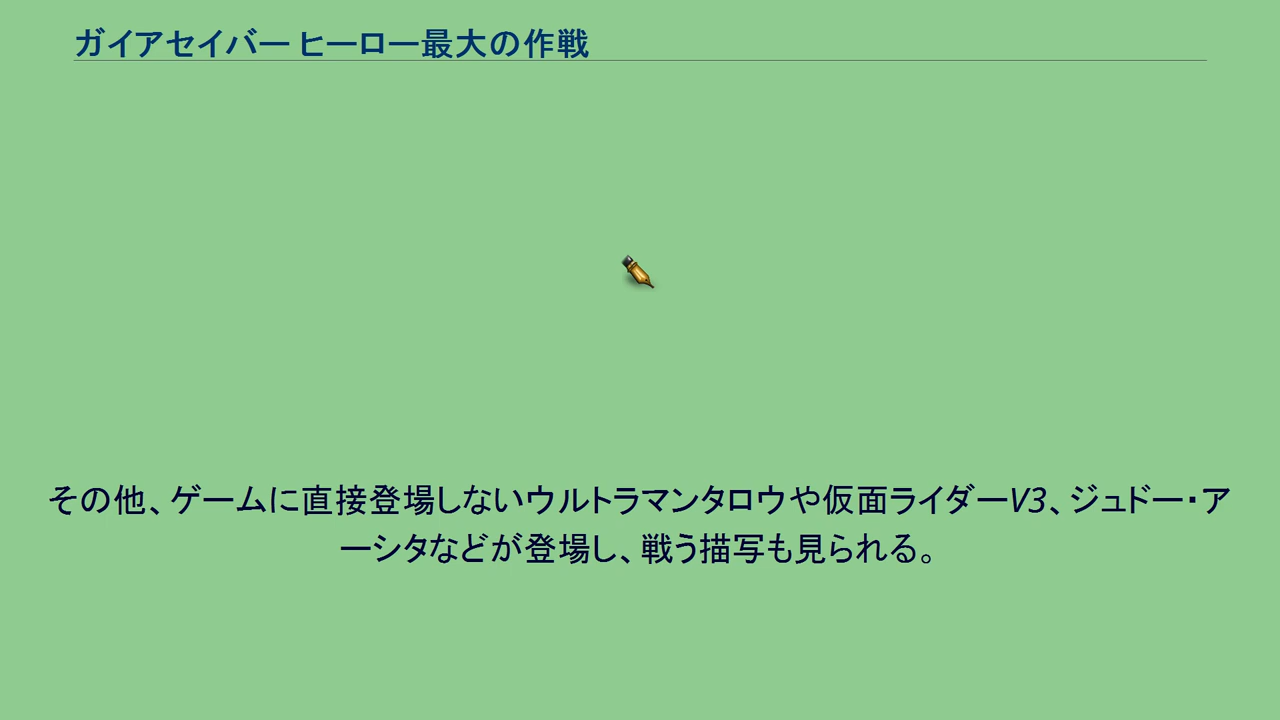 ガイアセイバー ヒーロー最大の作戦
その他、ゲームに直接登場しないウルトラマンタロウや仮面ライダーV3、ジュドー・ア
ーシタなどが登場し、戦う描写も見られる。